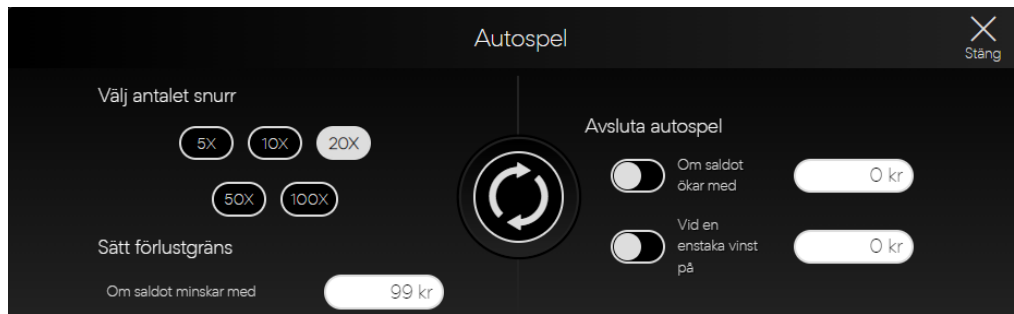 Autospel
Stäng
Välj antalet snurr
5X 10X 20X
50X 100X
Sätt förlustgräns
Om saldot minskar med 99 kr
Avsluta autospel
Om saldot
ökar med
0 kr
Vid en
enstaka vinst
på
0 kr